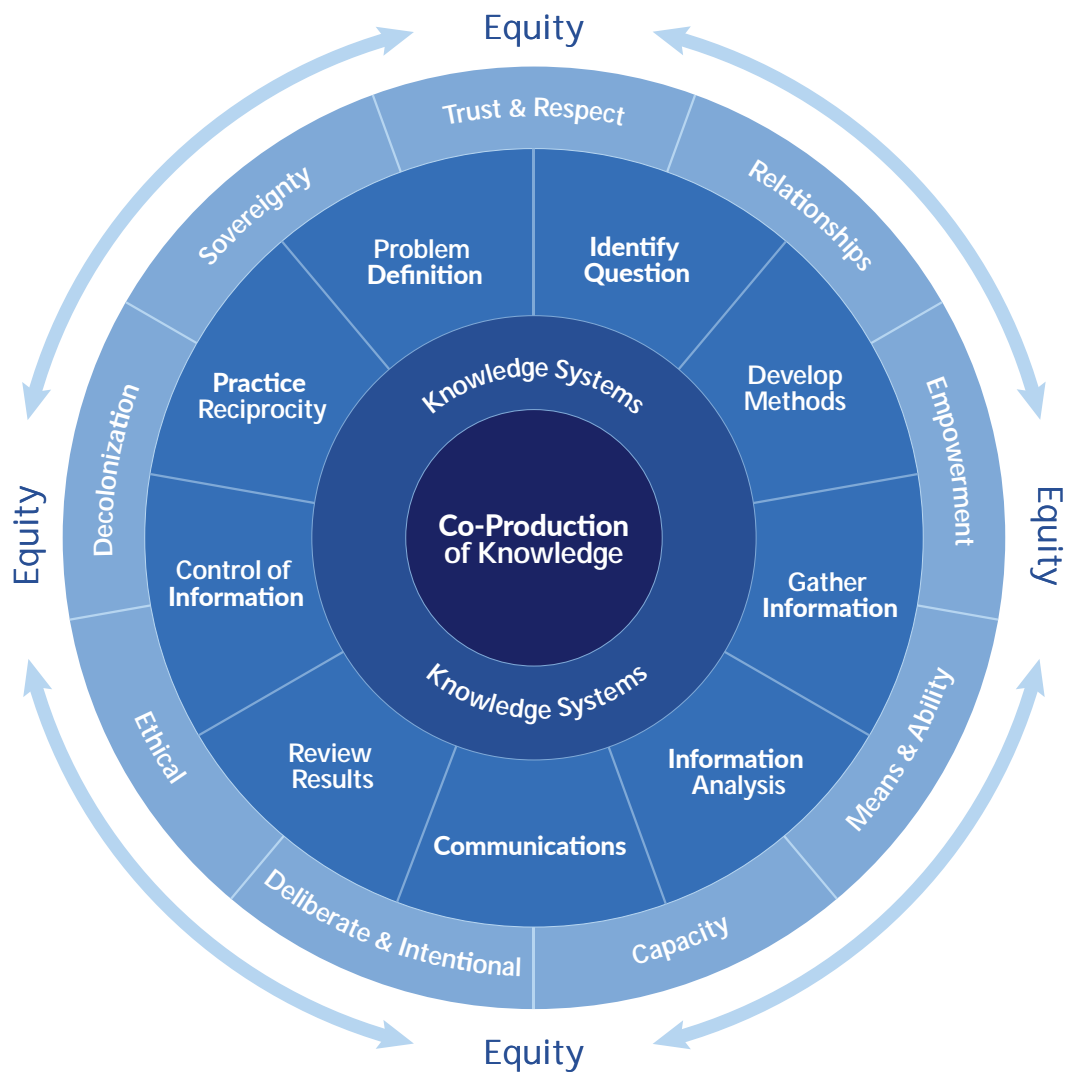 Equity
Trust & Respect
Relationships
Empowerment
Means & Ability
Capacity
Deliberate & Intentional
Ethical
Decolonization
Sovereignty
Equity
Equity
Equity
Identify
Question
Develop
Methods
Gather
Information
Information
Analysis
Communications
Review
Results
Control of
Information
Practice
Reciprocity
Problem
Definition
Knowledge Systems
Knowledge Systems
Co-Production
of Knowledge